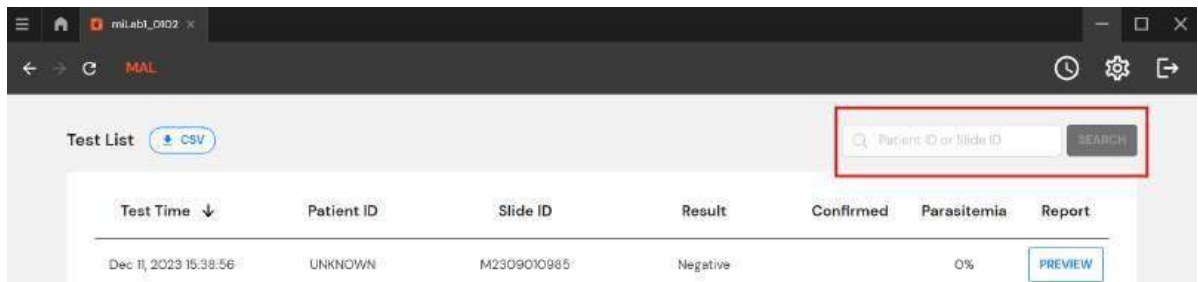 miLab1_0102
MAL
Test List CSV Patient ID or Slide ID SEARCH
Test Time Patient ID Slide ID Result Confirmed Parasitemia Report
Dec 11, 2023 15:38:56 UNKNOWN M2309010985 Negative 0% PREVIEW